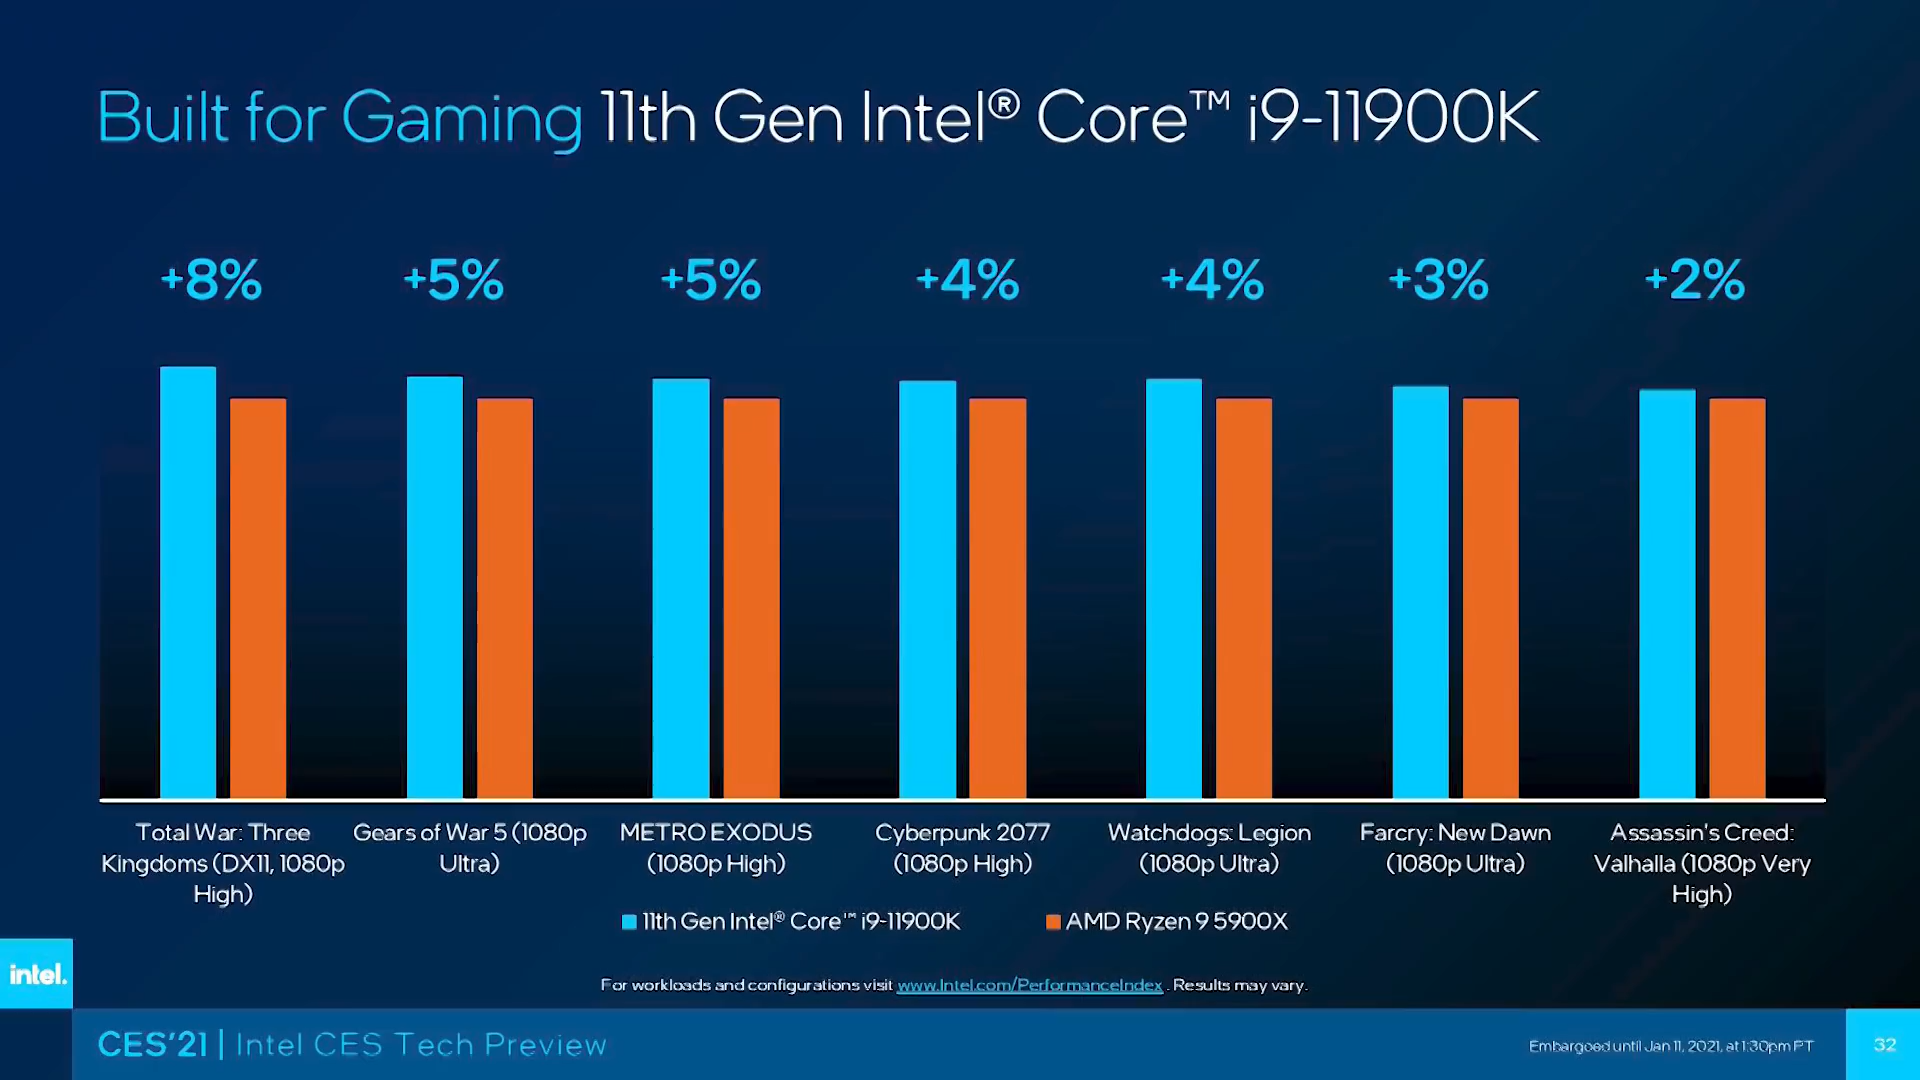 Built for Gaming 11th Gen Intel® Core™ i9-11900K
+8% +5% +5% +4% +4% +3% +2%
Total War: Three
Kingdoms (DX11, 1080p
High)
Gears of War 5 (1080p
Ultra)
METRO EXODUS
(1080p High)
Cyberpunk 2077
(1080p High)
Watchdogs: Legion
(1080p Ultra)
Farcry: New Dawn
(1080p Ultra)
Assassin's Creed:
Valhalla (1080p Very
High)
11th Gen Intel® Core™ i9-11900K
AMD Ryzen 9 5900X
intel.
For workloads and configurations visit www.Intel.com/PerformanceIndex . Results may vary.
CES'21 | Intel CES Tech Preview
Embargoed until Jan 11, 2021, at 1:30pm PT
32